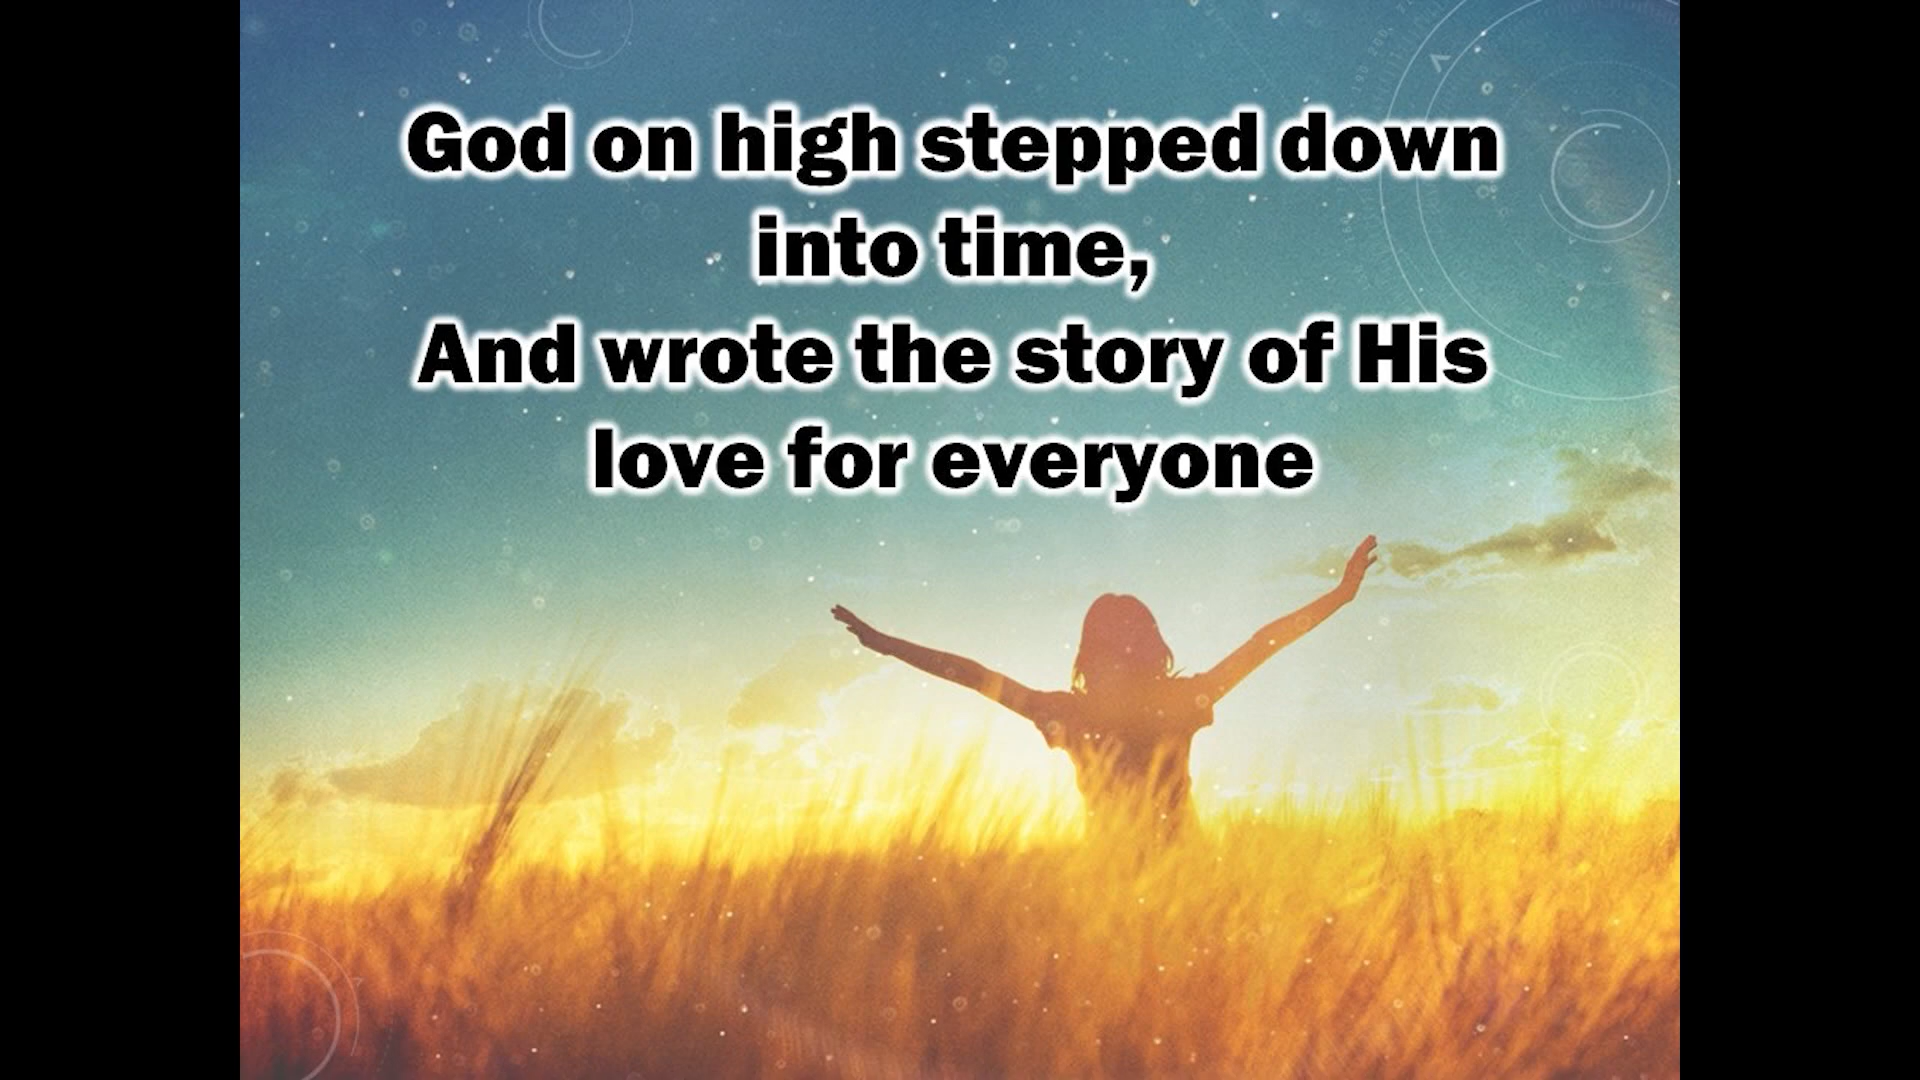 God on high stepped down
into time,
And wrote the story of His
love for everyone